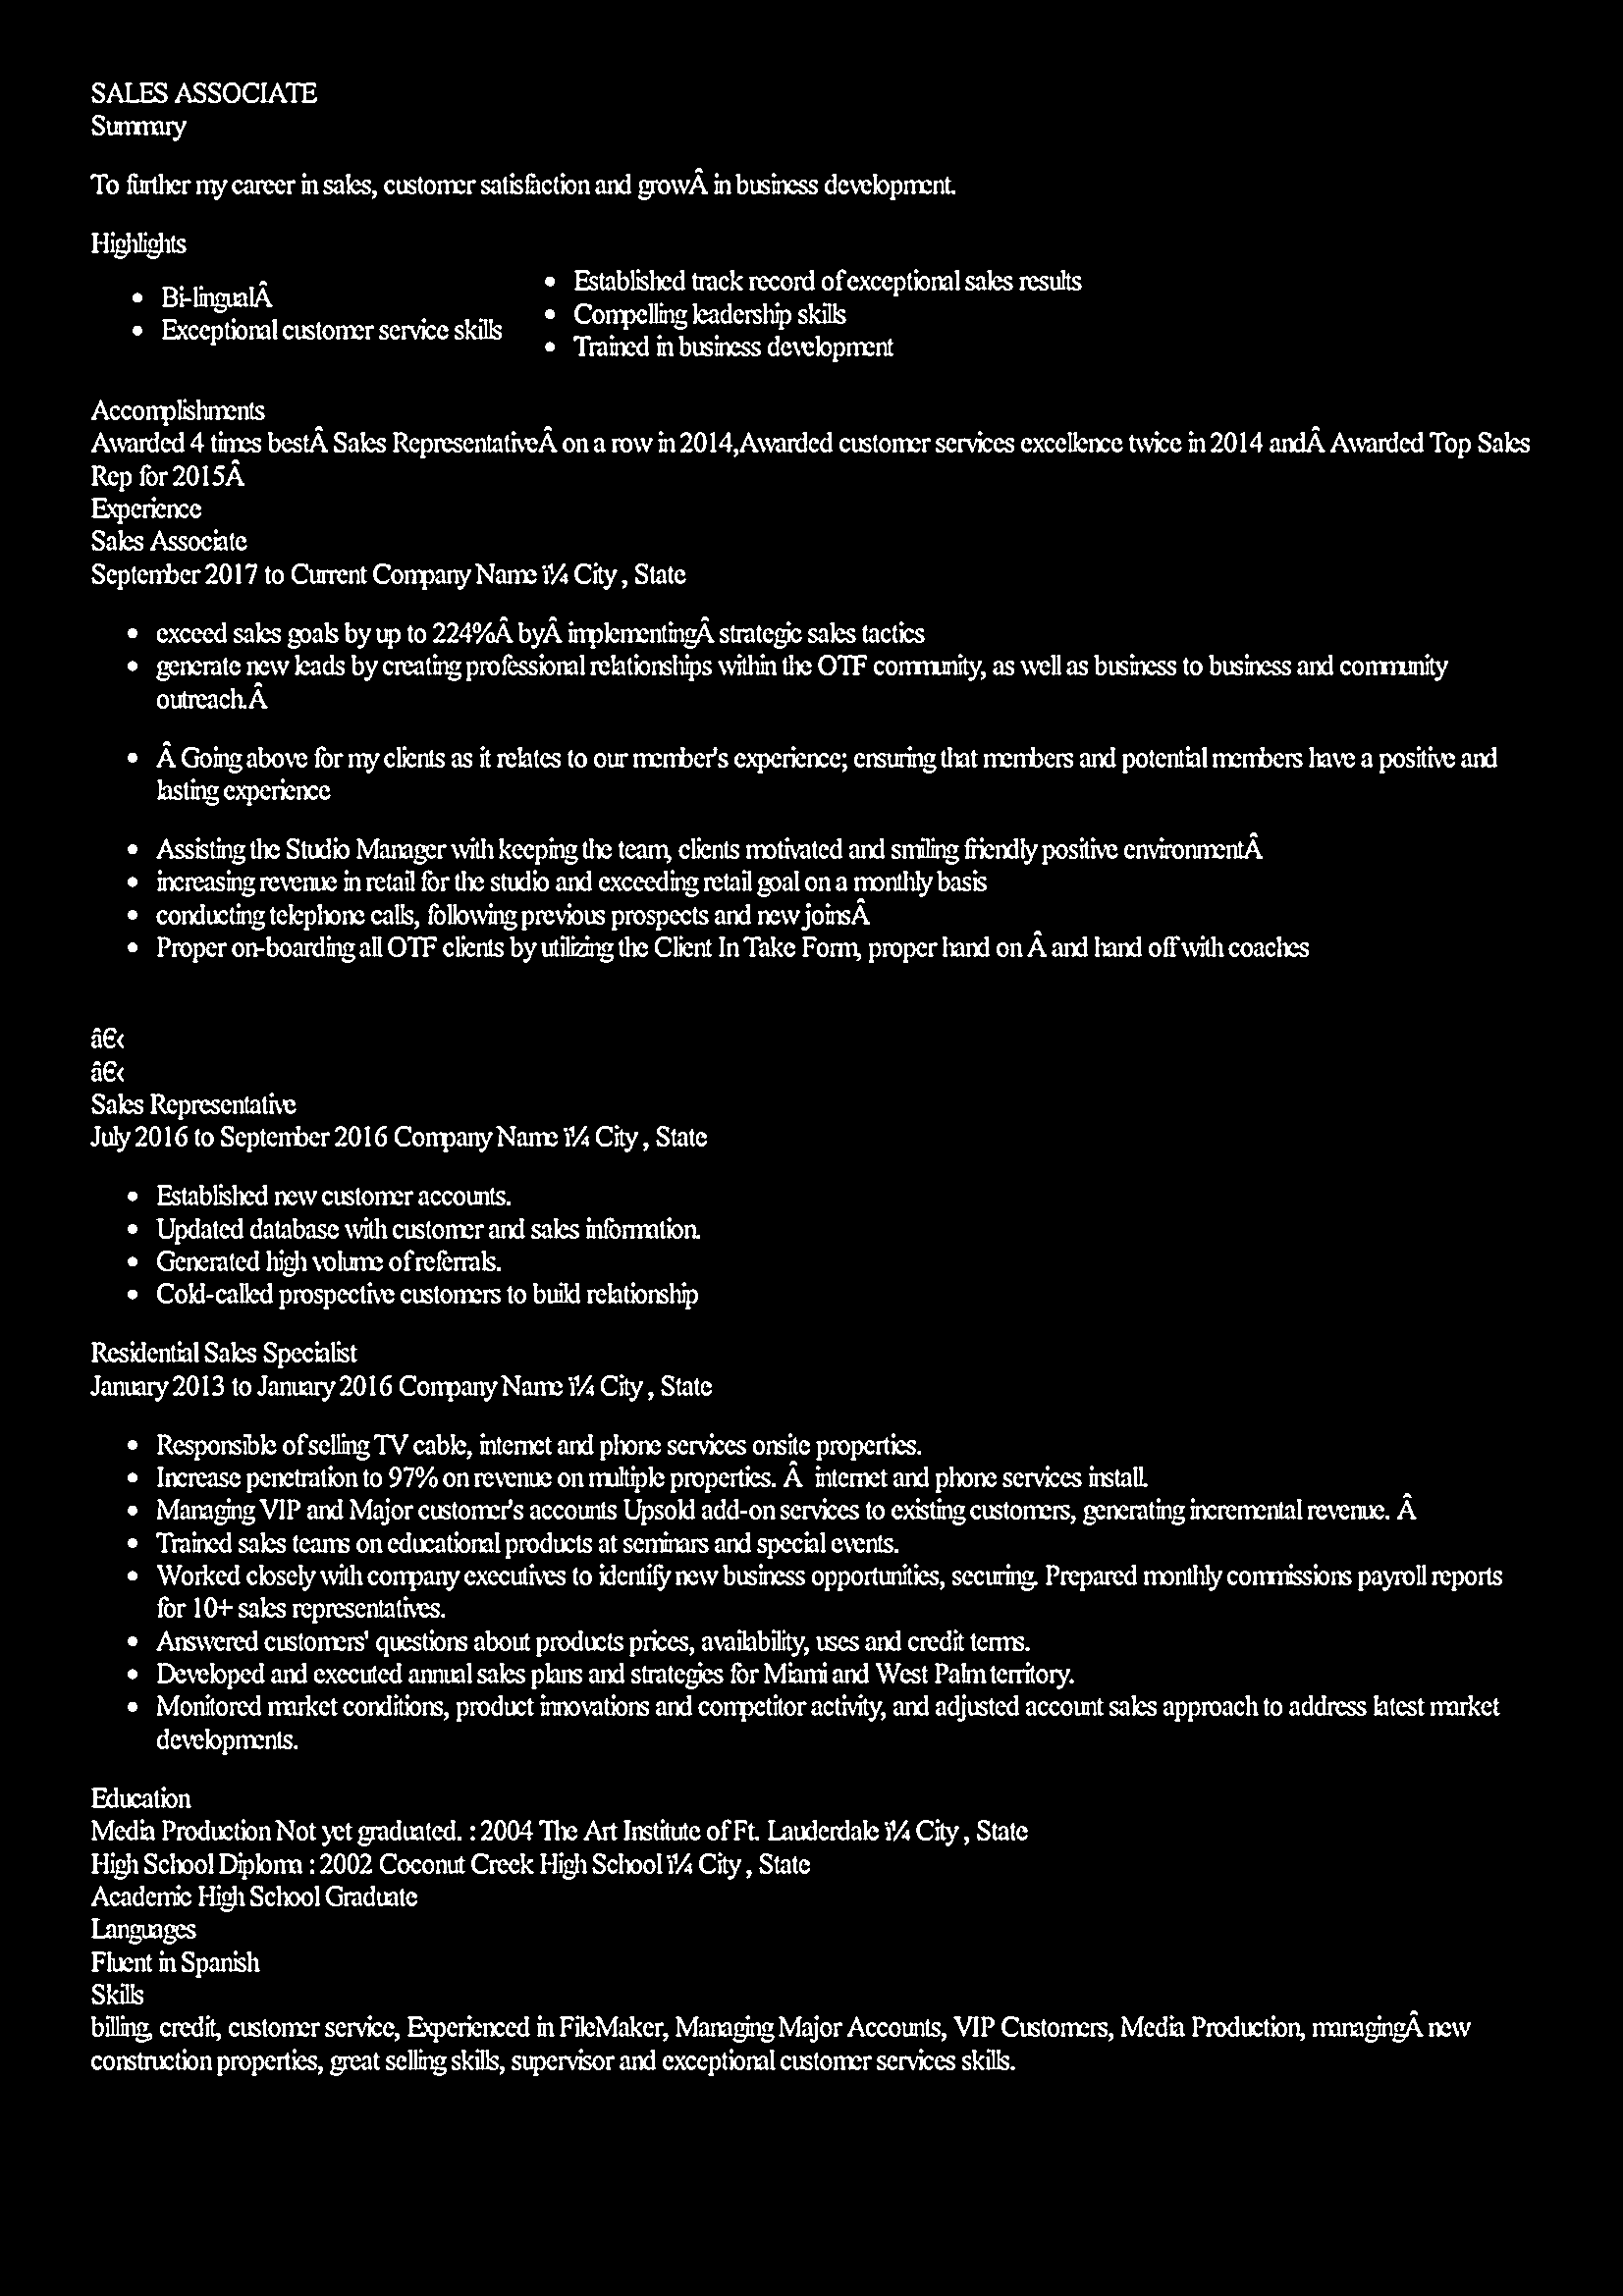 SALES ASSOCIATE
Summary
To further my career in sales, customer satisfaction and growÂ in business development.
Highlights
• Bi-lingualÂ
• Exceptional customer service skills
• Established track record of exceptional sales results
• Compelling leadership skills
• Trained in business development
Accomplishments
Awarded 4 times bestÂ Sales RepresentativeÂ on a row in 2014,Awarded customer services excellence twice in 2014 andÂ Awarded Top Sales
Rep for 2015Â
Experience
Sales Associate
September 2017 to Current Company Name ï¼ City , State
• exceed sales goals by up to 224%Â byÂ implementingÂ strategic sales tactics
• generate new leads by creating professional relationships within the OTF community, as well as business to business and community
outreach.Â
• Â Going above for my clients as it relates to our member's experience; ensuring that members and potential members have a positive and
lasting experience
• Assisting the Studio Manager with keeping the team, clients motivated and smiling friendly positive environmentÂ
• increasing revenue in retail for the studio and exceeding retail goal on a monthly basis
• conducting telephone calls, following previous prospects and new joinsÂ
• Proper on-boarding all OTF clients by utilizing the Client In Take Form, proper hand on Â and hand off with coaches
â€‹
â€‹
Sales Representative
July 2016 to September 2016 Company Name ï¼ City , State
• Established new customer accounts.
• Updated database with customer and sales information.
• Generated high volume of referrals.
• Cold-called prospective customers to build relationship
Residential Sales Specialist
January 2013 to January 2016 Company Name ï¼ City , State
• Responsible of selling TV cable, internet and phone services onsite properties.
• Increase penetration to 97% on revenue on multiple properties. Â  internet and phone services install.
• Managing VIP and Major customer's accounts Upsold add-on services to existing customers, generating incremental revenue. Â
• Trained sales teams on educational products at seminars and special events.
• Worked closely with company executives to identify new business opportunities, securing. Prepared monthly commissions payroll reports
for 10+ sales representatives.
• Answered customers' questions about products prices, availability, uses and credit terms.
• Developed and executed annual sales plans and strategies for Miami and West Palm territory.
• Monitored market conditions, product innovations and competitor activity, and adjusted account sales approach to address latest market
developments.
Education
Media Production Not yet graduated. : 2004 The Art Institute of Ft. Lauderdale ï¼ City , State
High School Diploma : 2002 Coconut Creek High School ï¼ City , State
Academic High School Graduate
Languages
Fluent in Spanish
Skills
billing, credit, customer service, Experienced in FileMaker, Managing Major Accounts, VIP Customers, Media Production, managingÂ new
construction properties, great selling skills, supervisor and exceptional customer services skills.